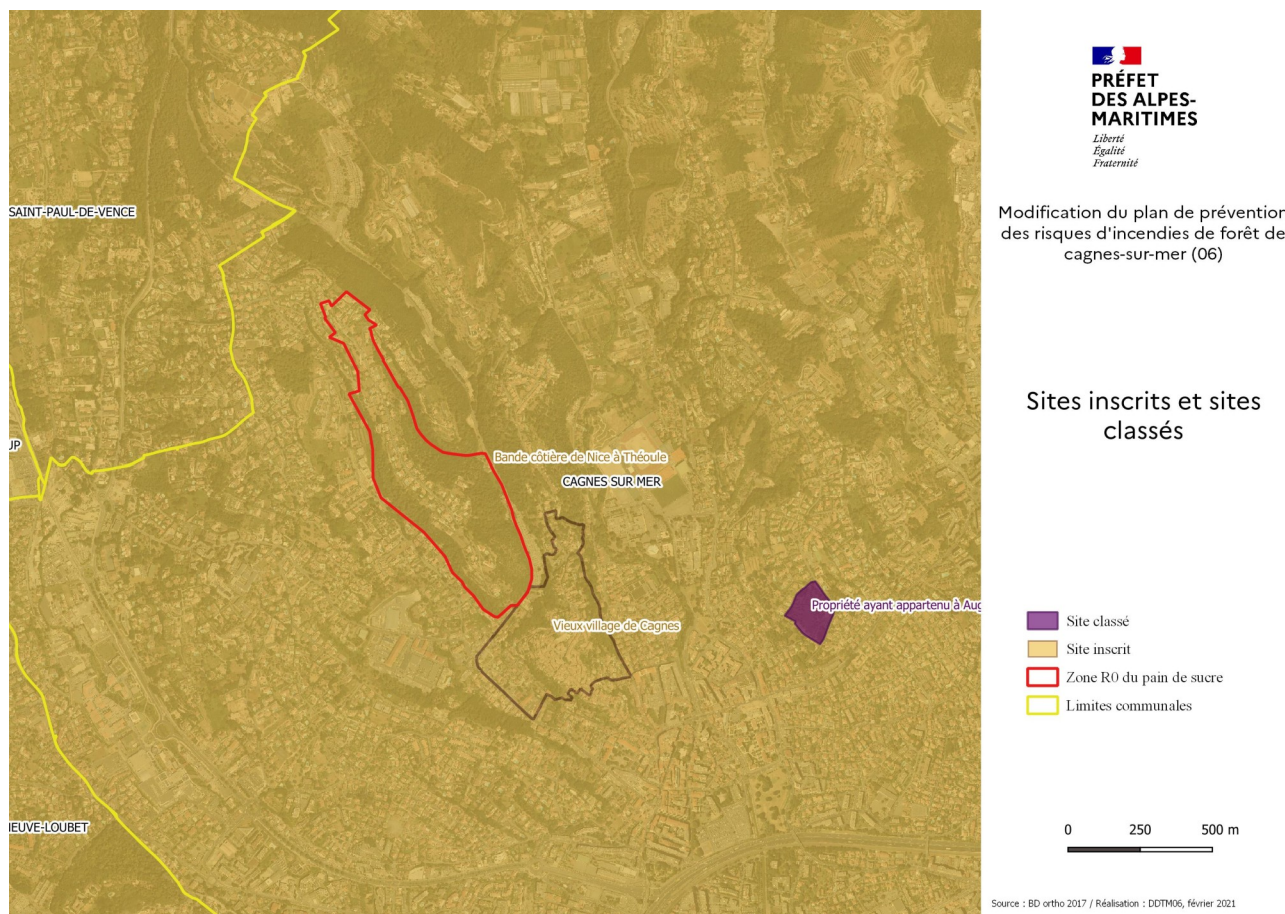 PRÉFET
DES ALPES-
MARITIMES
Liberté
Égalité
Fraternité
Modification du plan de prévention
des risques d'incendies de forêt de
cagnes-sur-mer (06)
Sites inscrits et sites
classés
SAINT-PAUL-DE-VENCE
UP
Bande côtière de Nice à Théoule
CAGNES SUR MER
Propriété ayant appartenu à Aug
Vieux village de Cagnes
NEUVE-LOUBET
Site classé
Site inscrit
Zone R0 du pain de sucre
Limites communales
0 250 500 m
Source : BD ortho 2017 / Réalisation : DDTM06, février 2021